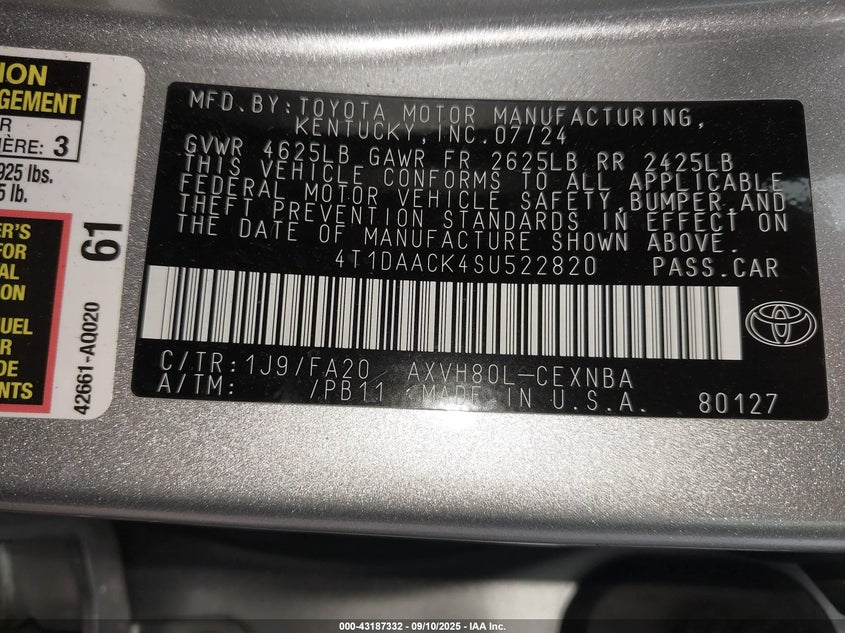 ION
GEMENT
R
IÈRE: 3
925 lbs.
5 lb.
ER'S
FOR
AL
ION
UEL
R
DE
NTS
61
42661-AQ020
MFD.BY:TOYOTA MOTOR MANUFACTURING,
KENTUCKY,INC.07/24
GVWR 4625LB GAWR FR 2625LB RR 2425LB
THIS VEHICLE CONFORMS TO ALL APPLICABLE
FEDERAL MOTOR VEHICLE SAFETY,BUMPER,AND
THEFT PREVENTION STANDARDS IN EFFECT ON
THE DATE OF MANUFACTURE SHOWN ABOVE.
4T1DAACK4SU522820 PASS.CAR
C/TR:1J9/FA20 AXVH80L-CEXNBA
A/TM: /PB11 MADE IN U.S.A. 80127
000-43187332 — 09/10/2025 — IAA Inc.